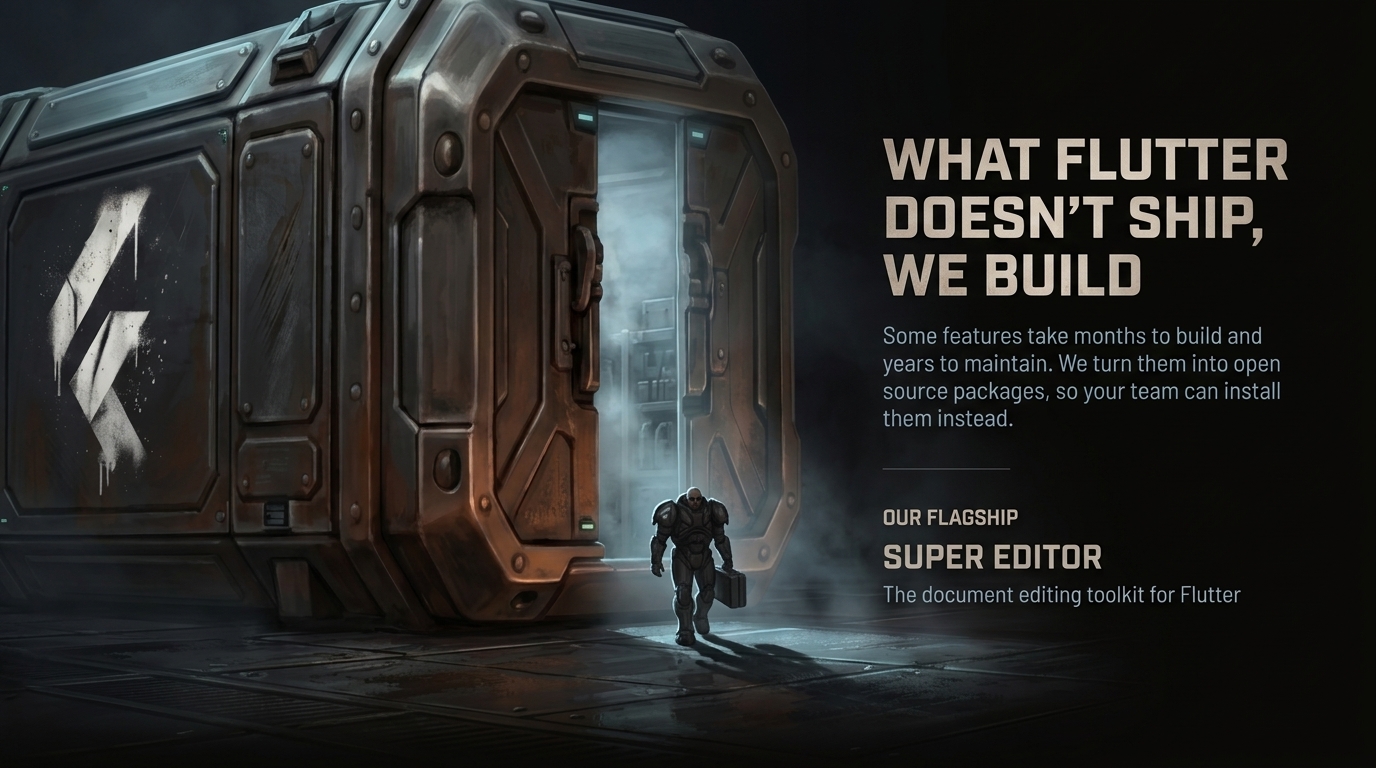 WHAT FLUTTER
DOESN'T SHIP,
WE BUILD
Some features take months to build and
years to maintain. We turn them into open
source packages, so your team can install
them instead.
OUR FLAGSHIP
SUPER EDITOR
The document editing toolkit for Flutter